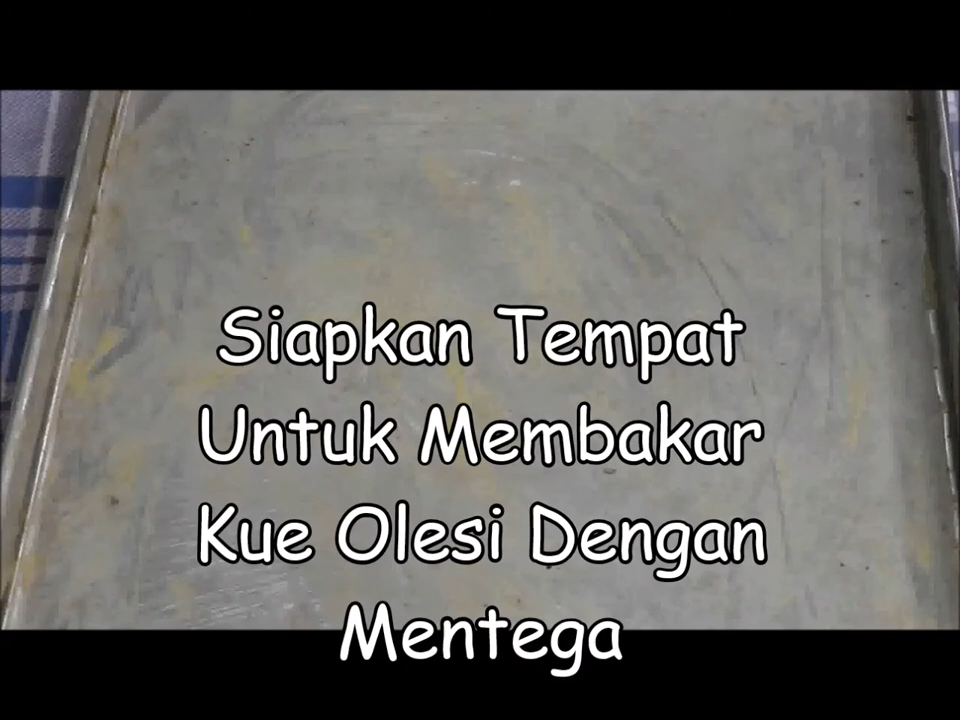 Siapkan Tempat
Untuk Membakar
Kue Olesi Dengan
Mentega